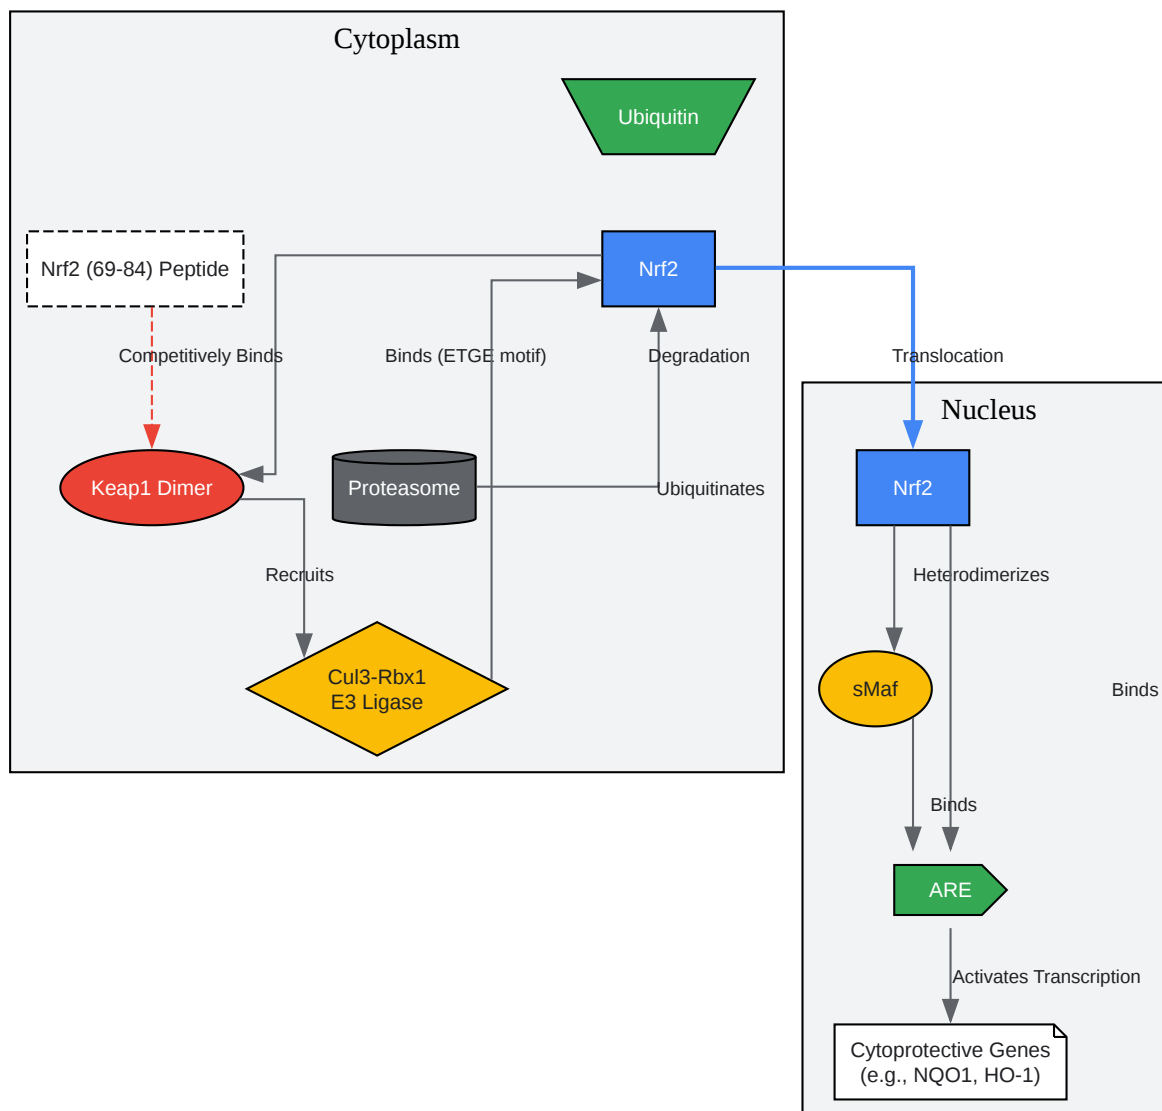 Cytoplasm
Ubiquitin
Nrf2 (69-84) Peptide
Nrf2
Competitively Binds
Binds (ETGE motif)
Degradation
Translocation
Nucleus
Keap1 Dimer
Proteasome
Ubiquitinates
Nrf2
Recruits
Heterodimerizes
Cul3-Rbx1
E3 Ligase
sMaf
Binds
Binds
ARE
Activates Transcription
Cytoprotective Genes
(e.g., NQO1, HO-1)